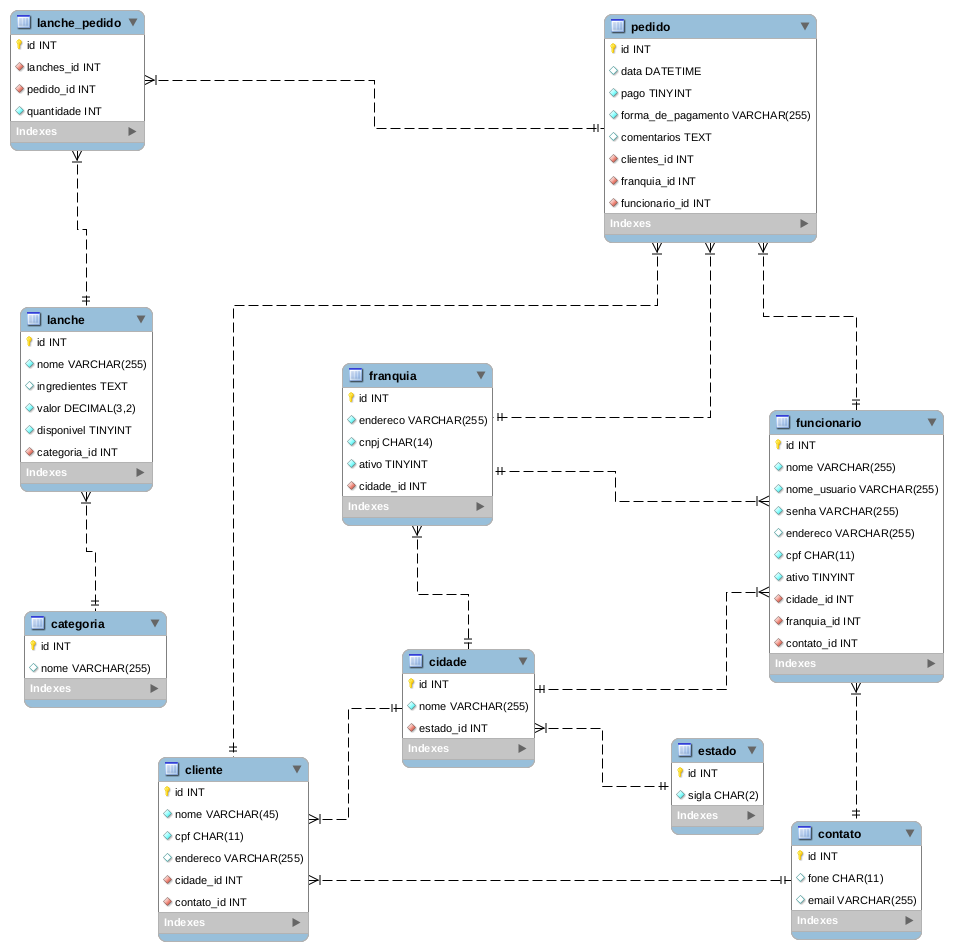 lanche_pedido
id INT
lanches_id INT
pedido_id INT
quantidade INT
Indexes
pedido
id INT
data DATETIME
pago TINYINT
forma_de_pagamento VARCHAR(255)
comentarios TEXT
clientes_id INT
franquia_id INT
funcionario_id INT
Indexes
lanche
id INT
nome VARCHAR(255)
ingredientes TEXT
valor DECIMAL(3,2)
disponivel TINYINT
categoria_id INT
Indexes
franquia
id INT
endereco VARCHAR(255)
cnpj CHAR(14)
ativo TINYINT
cidade_id INT
Indexes
funcionario
id INT
nome VARCHAR(255)
nome_usuario VARCHAR(255)
senha VARCHAR(255)
endereco VARCHAR(255)
cpf CHAR(11)
ativo TINYINT
cidade_id INT
franquia_id INT
contato_id INT
Indexes
categoria
id INT
nome VARCHAR(255)
Indexes
cidade
id INT
nome VARCHAR(255)
estado_id INT
Indexes
estado
id INT
sigla CHAR(2)
Indexes
cliente
id INT
nome VARCHAR(45)
cpf CHAR(11)
endereco VARCHAR(255)
cidade_id INT
contato_id INT
Indexes
contato
id INT
fone CHAR(11)
email VARCHAR(255)
Indexes